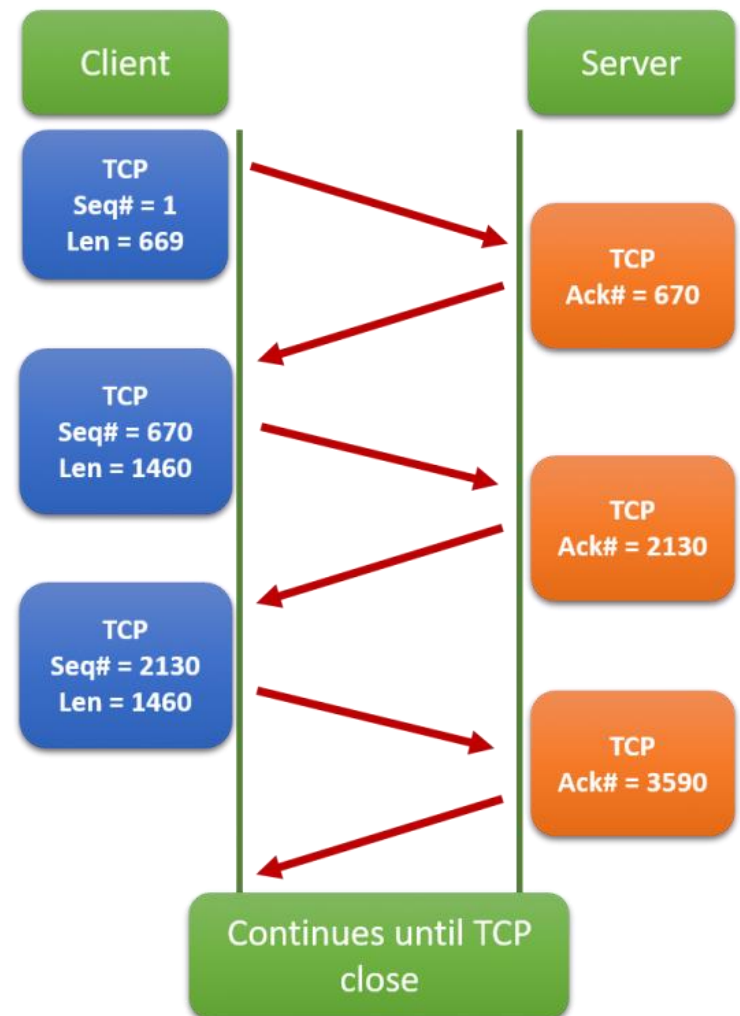 Client
Server
TCP
Seq# = 1
Len = 669
TCP
Ack# = 670
TCP
Seq# = 670
Len = 1460
TCP
Ack# = 2130
TCP
Seq# = 2130
Len = 1460
TCP
Ack# = 3590
Continues until TCP
close